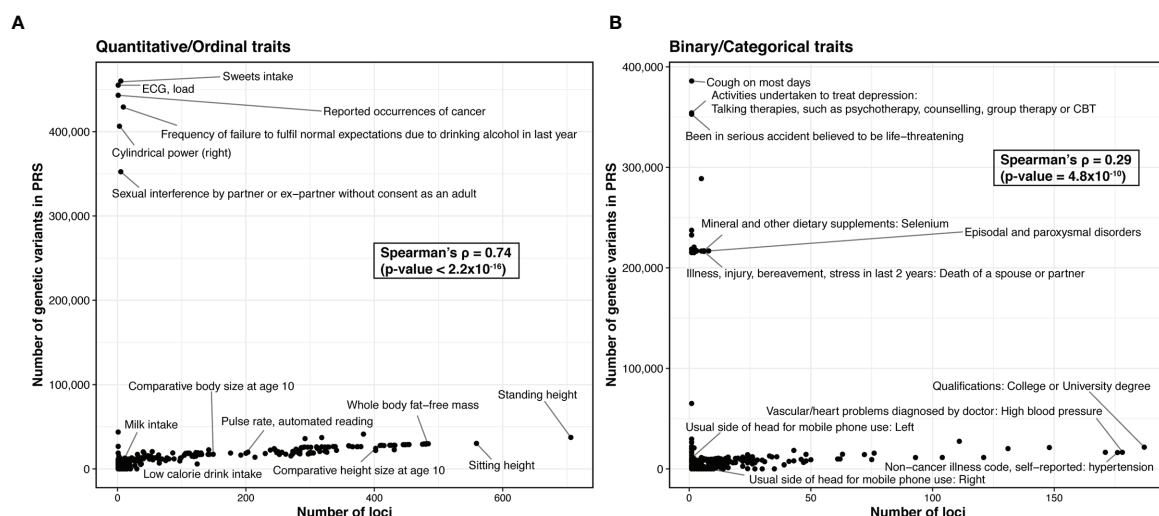 A
Quantitative/Ordinal traits
Number of genetic variants in PRS
400,000
300,000
200,000
100,000
0
Sweets intake
ECG, load
Reported occurrences of cancer
Frequency of failure to fulfil normal expectations due to drinking alcohol in last year
Cylindrical power (right)
Sexual interference by partner or ex−partner without consent as an adult
Spearman's ρ = 0.74
(p-value < 2.2x10⁻¹⁶)
Comparative body size at age 10
Standing height
Whole body fat−free mass
Pulse rate, automated reading
Milk intake
Low calorie drink intake
Comparative height size at age 10
Sitting height
0
200
400
600
Number of loci
B
Binary/Categorical traits
Number of genetic variants in PRS
400,000
300,000
200,000
100,000
0
Cough on most days
Activities undertaken to treat depression:
Talking therapies, such as psychotherapy, counselling, group therapy or CBT
Been in serious accident believed to be life−threatening
Spearman's ρ = 0.29
(p-value = 4.8x10⁻¹⁰)
Mineral and other dietary supplements: Selenium
Episodal and paroxysmal disorders
Illness, injury, bereavement, stress in last 2 years: Death of a spouse or partner
Qualifications: College or University degree
Vascular/heart problems diagnosed by doctor: High blood pressure
Usual side of head for mobile phone use: Left
Non−cancer illness code, self−reported: hypertension
Usual side of head for mobile phone use: Right
0
50
100
150
Number of loci